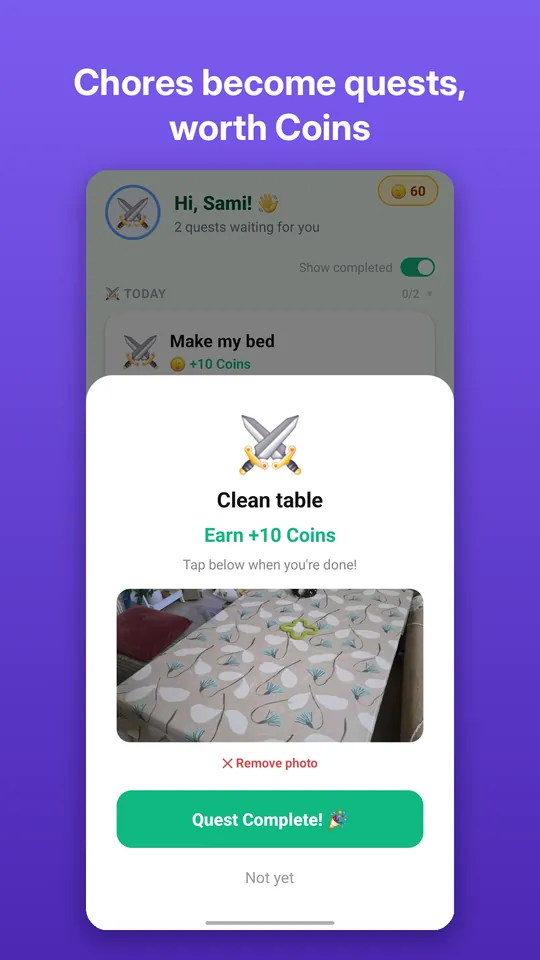 Chores become quests,
worth Coins
60
Hi, Sami! 👋
2 quests waiting for you
Show completed
⚔️ TODAY
0/2 ▼
Make my bed
+10 Coins
Clean table
Earn +10 Coins
Tap below when you're done!
Remove photo
Quest Complete! 🎉
Not yet